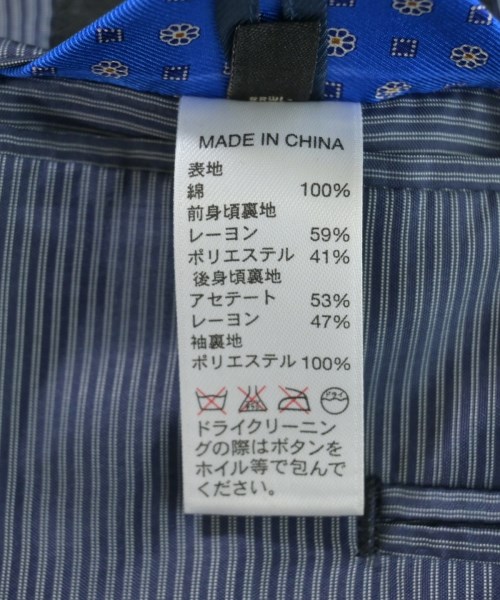 MADE IN CHINA
表地
綿 100%
前身頃裏地
レーヨン 59%
ポリエステル 41%
後身頃裏地
アセテート 53%
レーヨン 47%
袖裏地
ポリエステル 100%
ドライ
ドライクリーニン
グの際はボタンを
ホイル等で包んで
ください。